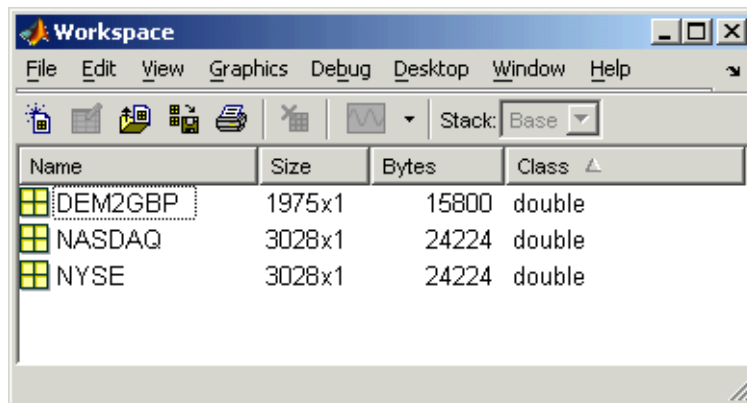 Workspace
File Edit View Graphics Debug Desktop Window Help
Stack: Base
Name Size Bytes Class
DEM2GBP 1975x1 15800 double
NASDAQ 3028x1 24224 double
NYSE 3028x1 24224 double